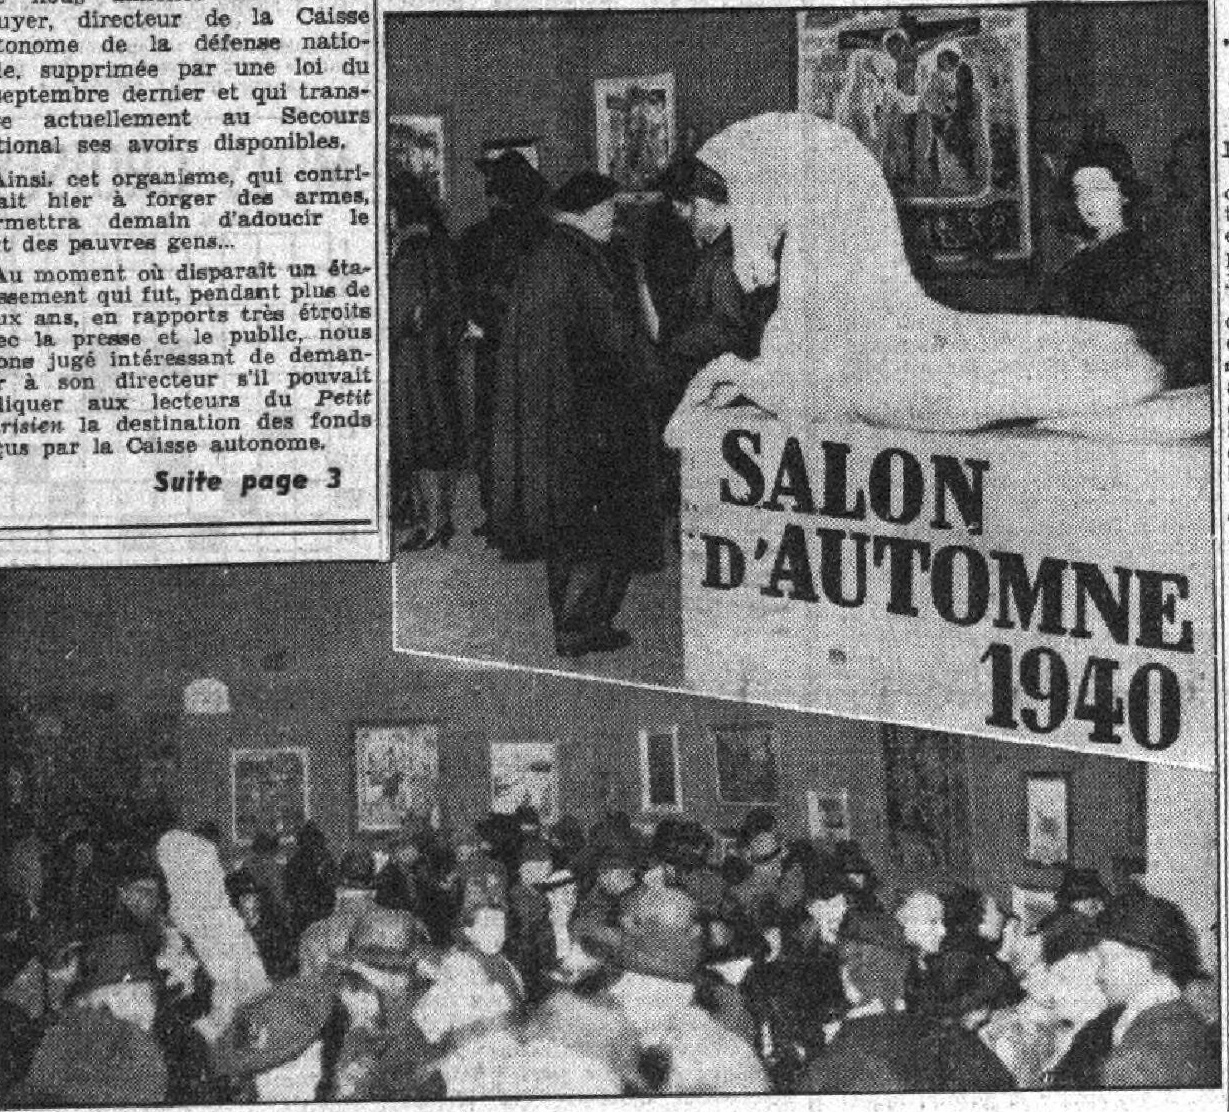 uyer, directeur de la Caisse
tonome de la défense natio-
le, supprimée par une loi du
septembre dernier et qui trans-
e actuellement au Secours
tional ses avoirs disponibles.
Ainsi, cet organisme, qui contri-
ait hier à forger des armes,
rmettra demain d'adoucir le
t des pauvres gens...
Au moment où disparaît un éta-
ssement qui fut, pendant plus de
ux ans, en rapports très étroits
ec la presse et le public, nous
ons jugé intéressant de deman-
r à son directeur s'il pouvait
liquer aux lecteurs du Petit
risien la destination des fonds
çus par la Caisse autonome.
Suite page 3
SALON
D'AUTOMNE
1940